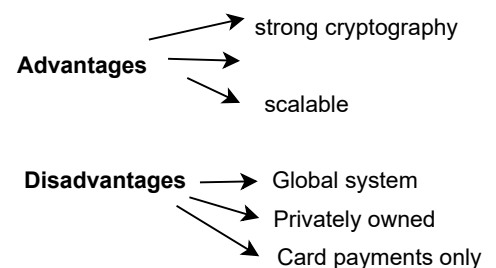 strong cryptography
Advantages
scalable
Disadvantages
Global system
Privately owned
Card payments only